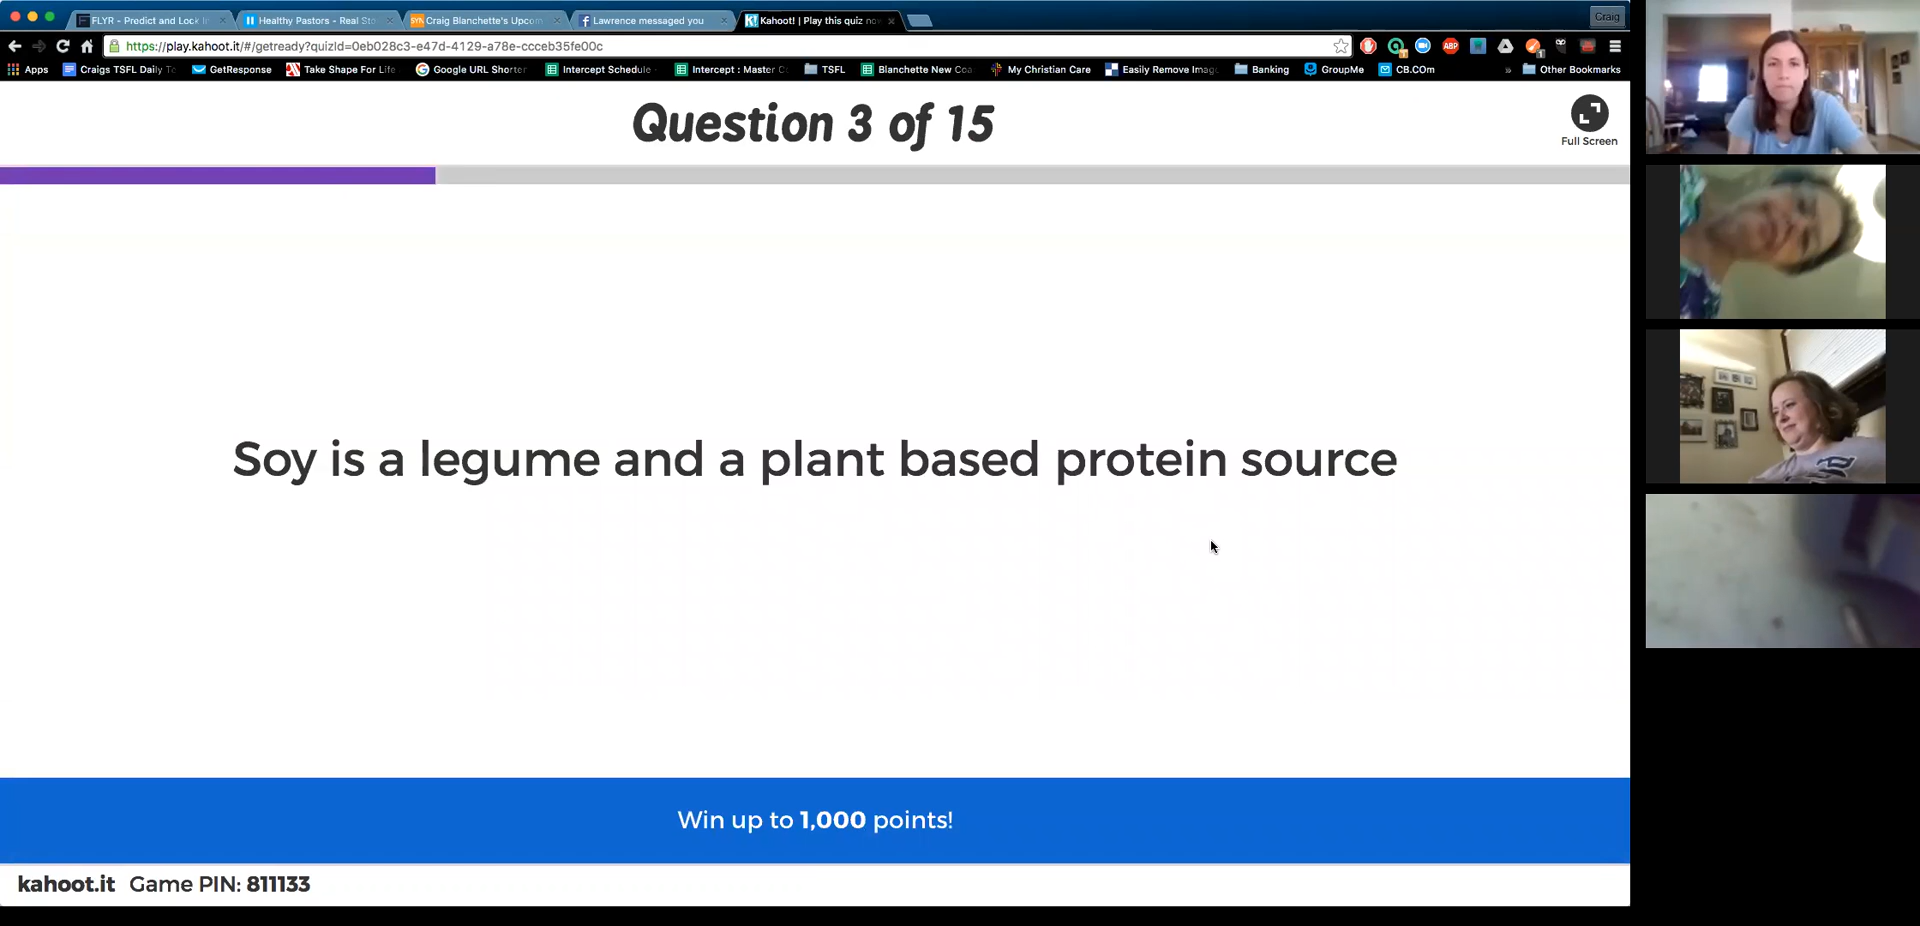 FLYR - Predict and Lock
Healthy Pastors - Real Sto
Craig Blanchette's Upcom
Lawrence messaged you
Kahoot! | Play this quiz no
Craig
https://play.kahoot.it/#/getready?quizId=0eb028c3-e47d-4129-a78e-ccceb35fe00c
Apps Craigs TSFL Daily T GetResponse Take Shape For Life Google URL Shorte Intercept Schedule Intercept : Master C TSFL Blanchette New Coa My Christian Care Easily Remove Imag Banking GroupMe CB.COm » Other Bookmarks
Question 3 of 15
Full Screen
Soy is a legume and a plant based protein source
Win up to 1,000 points!
kahoot.it Game PIN: 811133